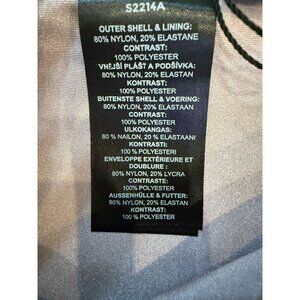 S2214A
OUTER SHELL & LINING:
80% NYLON, 20% ELASTANE
CONTRAST:
100% POLYESTER
VNĚJŠÍ PLÁŠŤ A PODŠÍVKA:
80% NYLON, 20% ELASTAN
KONTRAST:
100% POLYESTER
BUITENSTE SHELL & VOERING:
80% NYLON, 20% ELASTAAN
CONTRAST:
100% POLYESTER
ULKOKANGAS:
80 % NAILON, 20 % ELASTAANI
KONTRASTI:
100 % POLYESTERI
ENVELOPPE EXTÉRIEURE ET
DOUBLURE :
80% NYLON, 20% LYCRA
CONTRASTE:
100 % POLYESTER
AUSSENHÜLLE & FUTTER:
80% NYLON, 20% ELASTAN
KONTRAST:
100 % POLYESTER